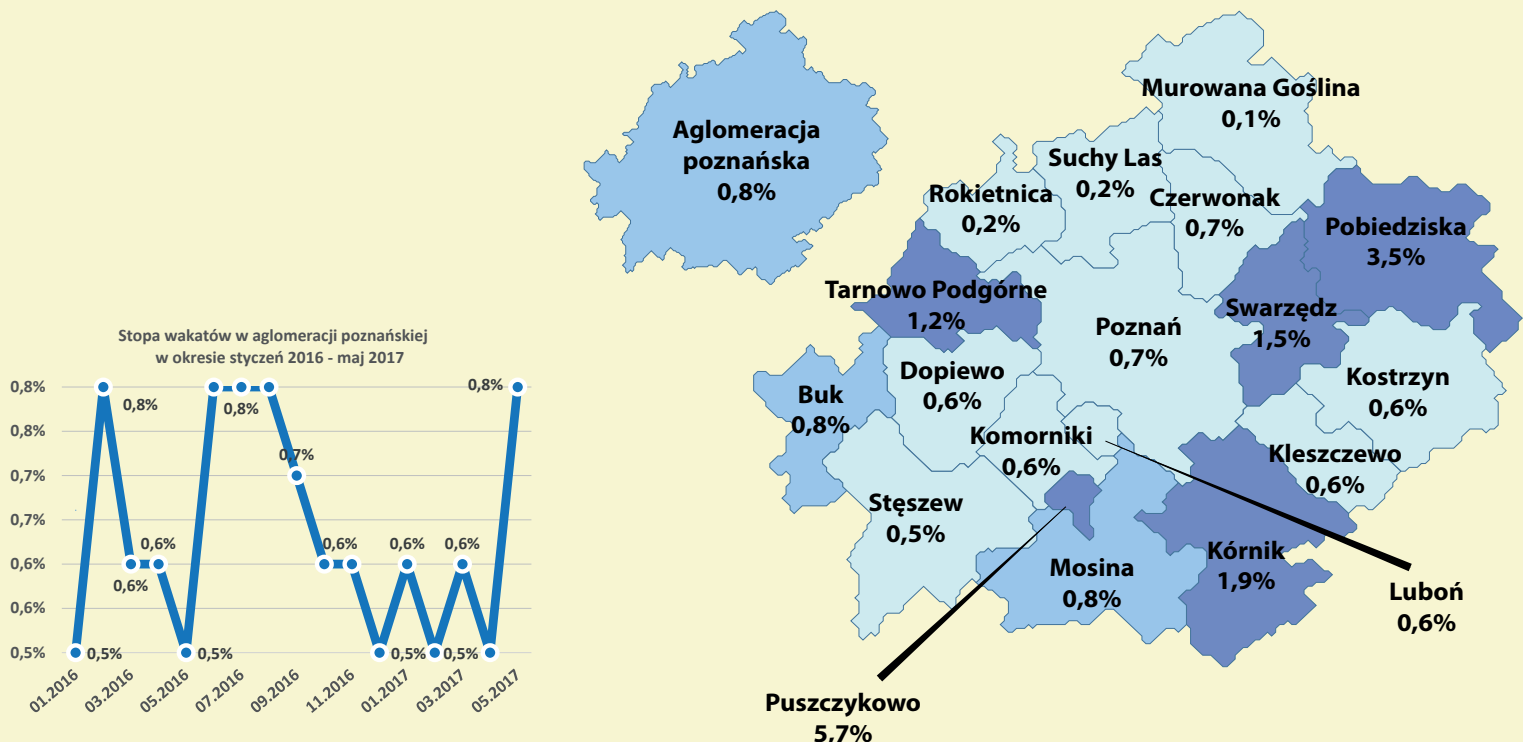 Aglomeracja
poznańska
0,8%
Murowana Goślina
0,1%
Suchy Las
0,2%
Rokietnica
0,2%
Czerwonak
0,7%
Pobiedziska
3,5%
Tarnowo Podgórne
1,2%
Swarzędz
1,5%
Poznań
0,7%
Dopiewo
0,6%
Buk
0,8%
Kostrzyn
0,6%
Komorniki
0,6%
Kleszczewo
0,6%
Stęszew
0,5%
Mosina
0,8%
Kórnik
1,9%
Luboń
0,6%
Puszczykowo
5,7%
Stopa wakatów w aglomeracji poznańskiej
w okresie styczeń 2016 - maj 2017
0,8%
0,8%
0,7%
0,7%
0,6%
0,6%
0,5%
0,5%
0,8%
0,6%
0,6%
0,5%
0,8%
0,7%
0,6%
0,6%
0,5%
0,6%
0,5%
0,8%
01.2016
03.2016
05.2016
07.2016
09.2016
11.2016
01.2017
03.2017
05.2017